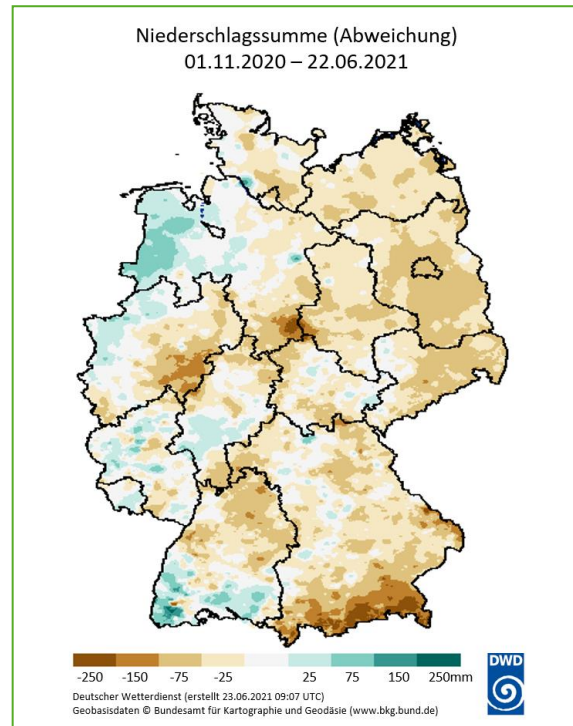 Niederschlagssumme (Abweichung)
01.11.2020 – 22.06.2021
-250 -150 -75 -25 25 75 150 250mm
DWD
Deutscher Wetterdienst (erstellt 23.06.2021 09:07 UTC)
Geobasisdaten © Bundesamt für Kartographie und Geodäsie (www.bkg.bund.de)